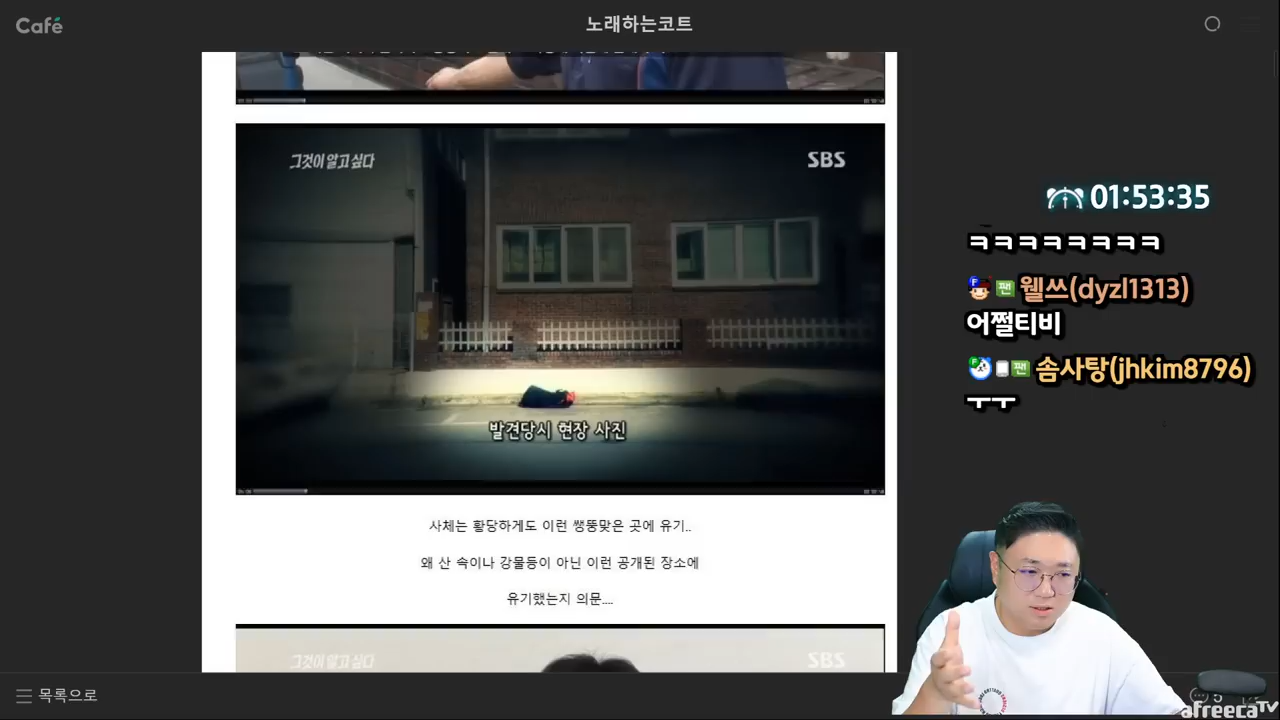 Café
노래하는코트
그것이 알고싶다
SBS
01:53:35
ㅋㅋㅋㅋㅋㅋㅋㅋ
팬 웰쓰(dyzl1313)
어쩔티비
팬 솜사탕(jhkim8796)
ㅜㅜ
발견당시 현장 사진
사체는 황당하게도 이런 쌩뚱맞은 곳에 유기..
왜 산 속이나 강물등이 아닌 이런 공개된 장소에
유기했는지 의문....
그것이 알고싶다
SBS
목록으로
5
afreecaTV